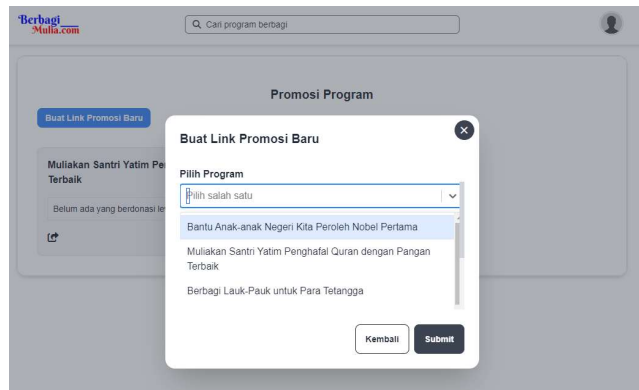 Berbagi
Mulia.com
Cari program berbagi
Promosi Program
Buat Link Promosi Baru
Muliakan Santri Yatim
Terbaik
Belum ada yang berdonasi
Buat Link Promosi Baru
Pilih Program
Pilih salah satu
Bantu Anak-anak Negeri Kita Peroleh Nobel Pertama
Muliakan Santri Yatim Penghafal Quran dengan Pangan
Terbaik
Berbagi Lauk-Pauk untuk Para Tetangga
Kembali
Submit